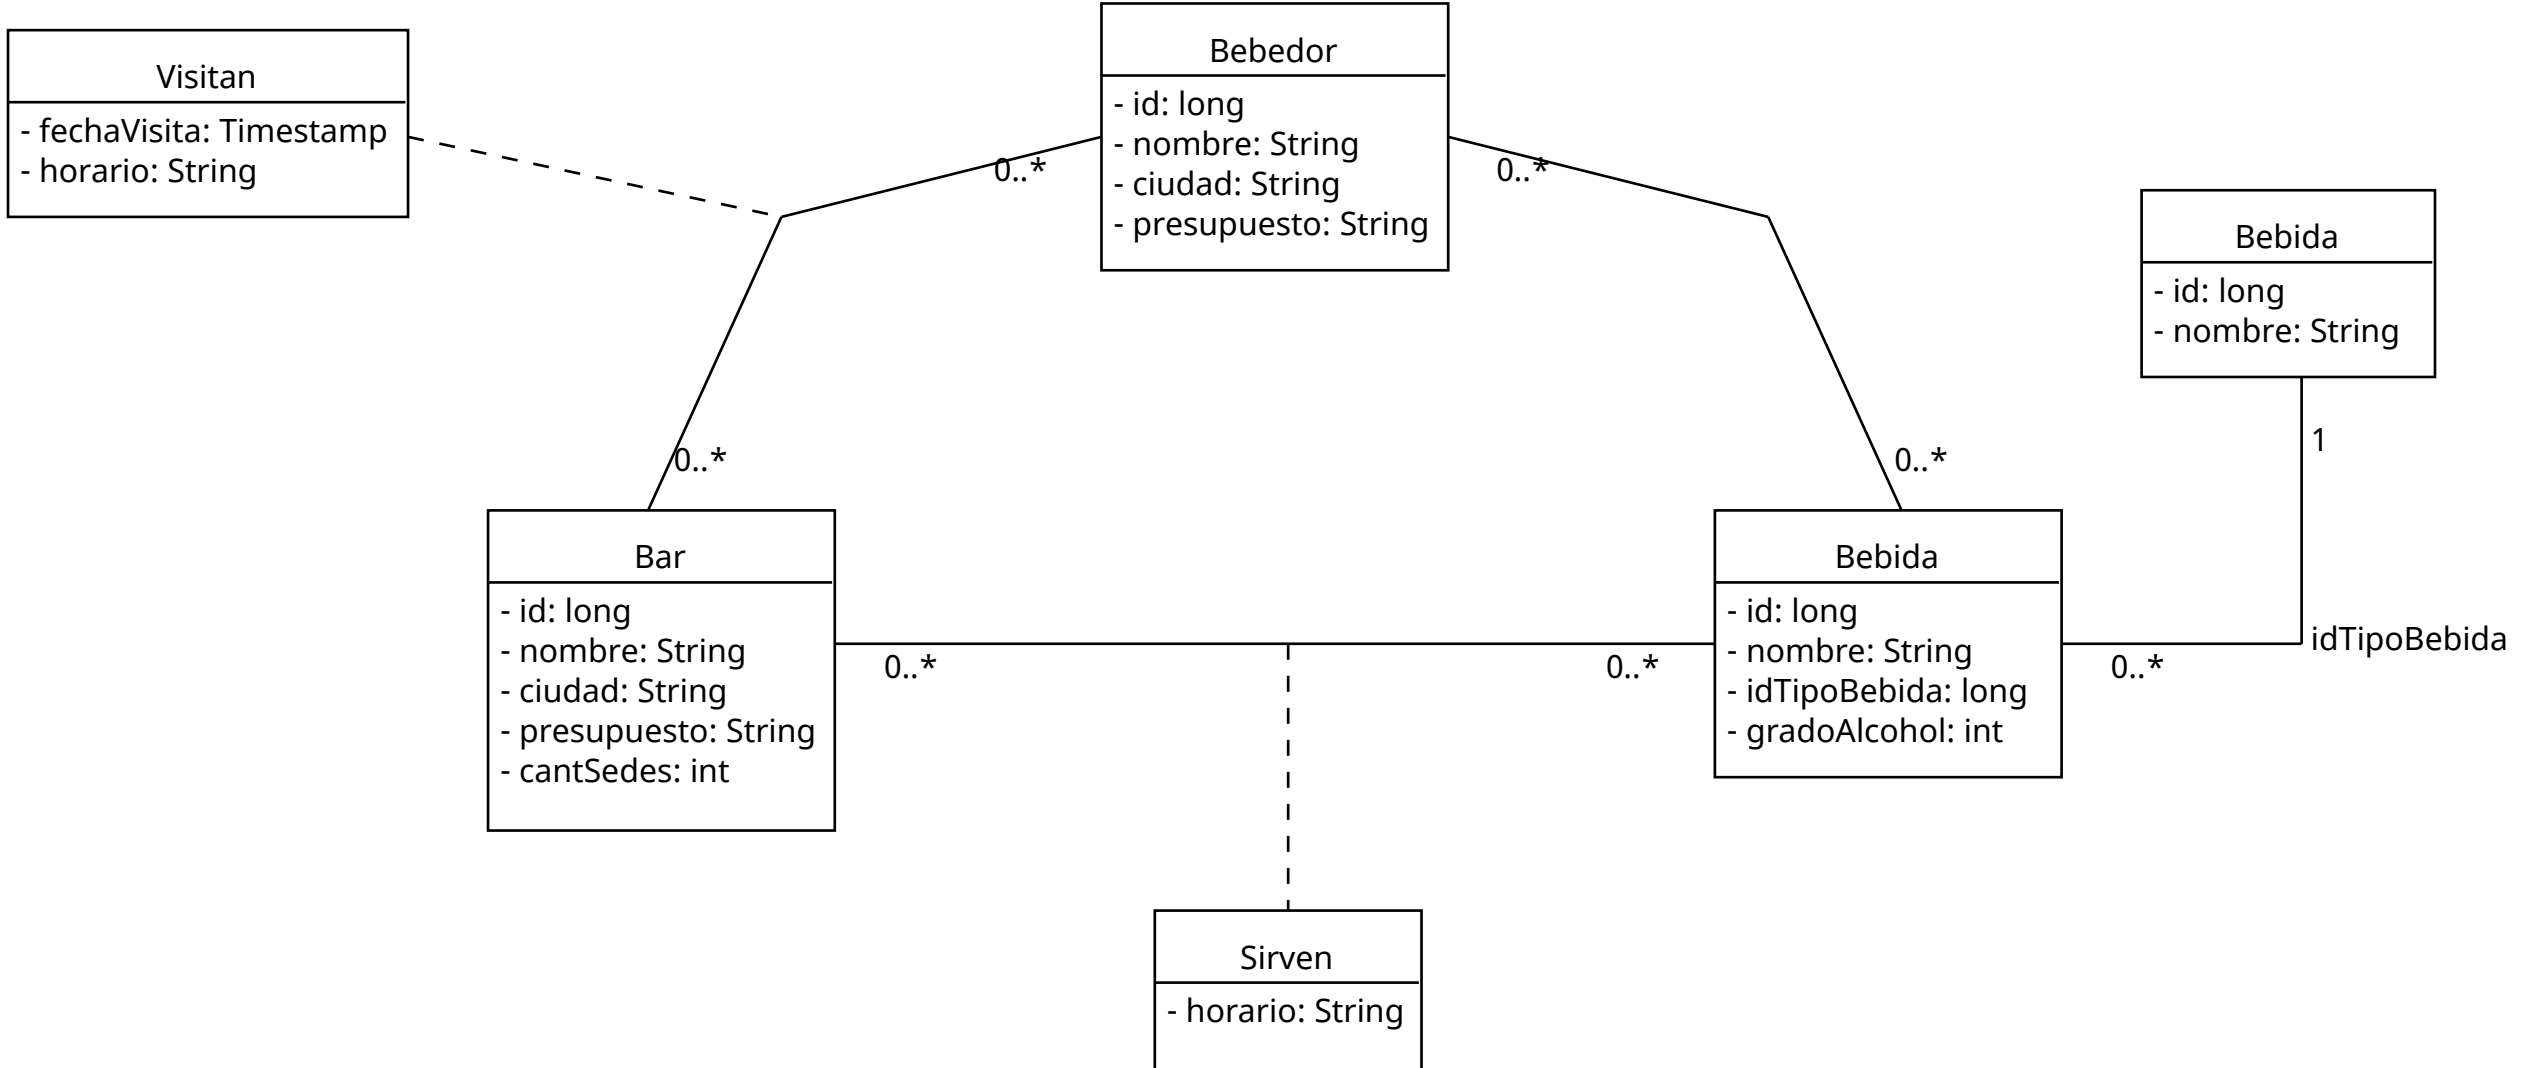 Visitan
- fechaVisita: Timestamp
- horario: String
Bebedor
- id: long
- nombre: String
- ciudad: String
- presupuesto: String
0..*
0..*
Bebida
- id: long
- nombre: String
1
0..*
0..*
Bar
- id: long
- nombre: String
- ciudad: String
- presupuesto: String
- cantSedes: int
0..*
0..*
Bebida
- id: long
- nombre: String
- idTipoBebida: long
- gradoAlcohol: int
0..*
idTipoBebida
Sirven
- horario: String